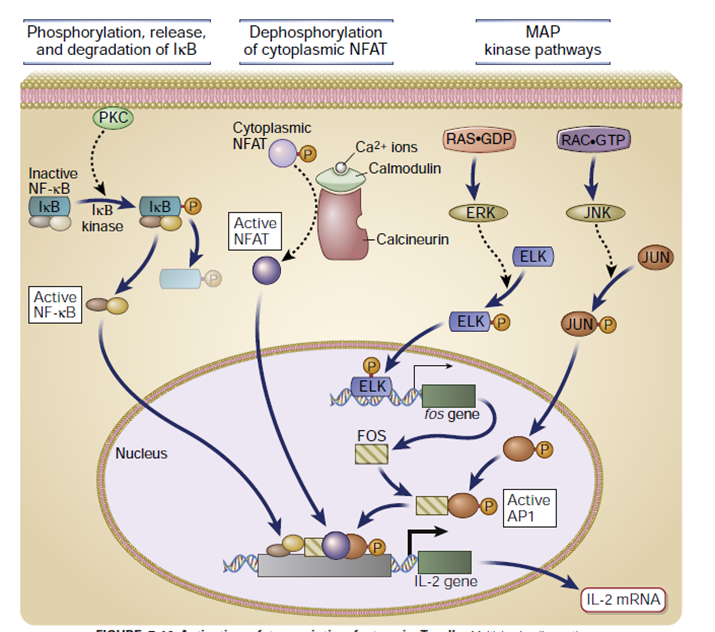 Phosphorylation, release,
and degradation of IκB
Dephosphorylation
of cytoplasmic NFAT
MAP
kinase pathways
PKC
Inactive
NF-κB
IκB
IκB
kinase
IκB
P
P
Active
NF-κB
Cytoplasmic
NFAT
P
Ca2+ ions
Calmodulin
Calcineurin
Active
NFAT
RAS•GDP
ERK
ELK
ELK
P
RAC•GTP
JNK
JUN
JUN
P
Nucleus
P
ELK
fos gene
FOS
P
P
Active
AP1
P
IL-2 gene
IL-2 mRNA